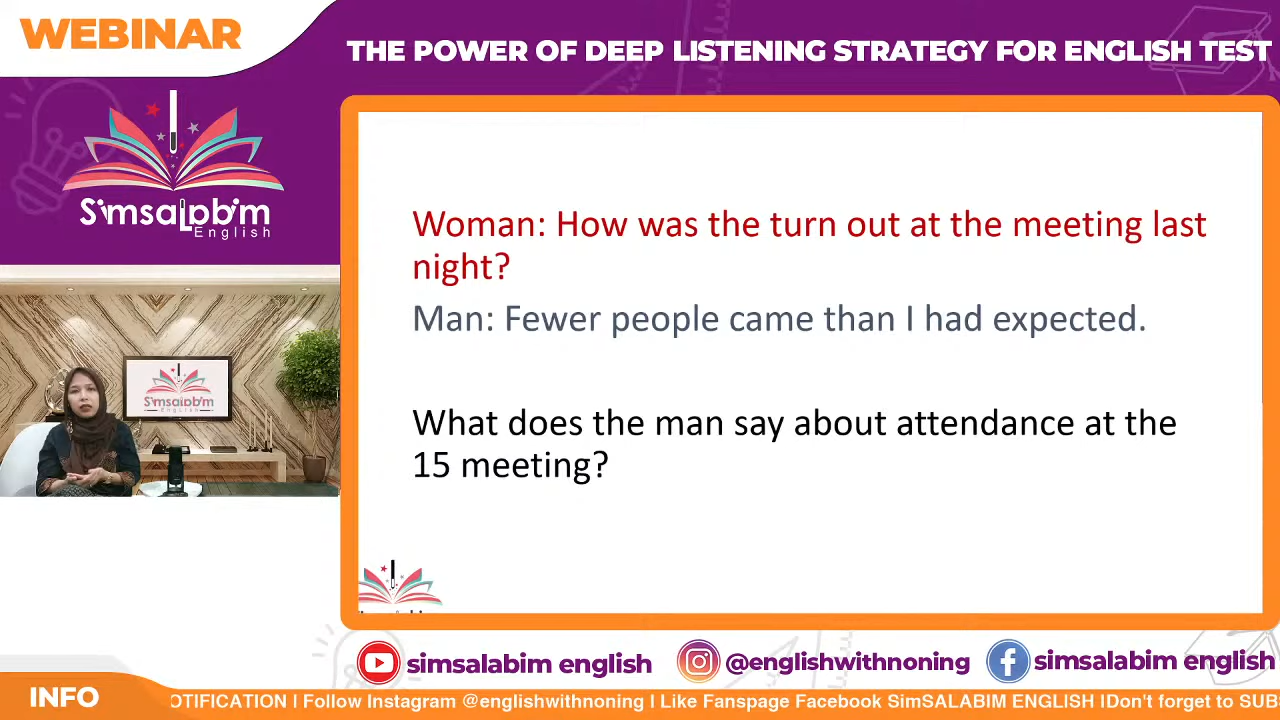 WEBINAR
THE POWER OF DEEP LISTENING STRATEGY FOR ENGLISH TEST
Simsalabim
English
Simsalabim
English
Woman: How was the turn out at the meeting last
night?
Man: Fewer people came than I had expected.
What does the man say about attendance at the
15 meeting?
simsalabim english
@englishwithnoning
simsalabim english
INFO
OTIFICATION I Follow Instagram @englishwithnoning I Like Fanspage Facebook SimSALABIM ENGLISH IDon't forget to SUB